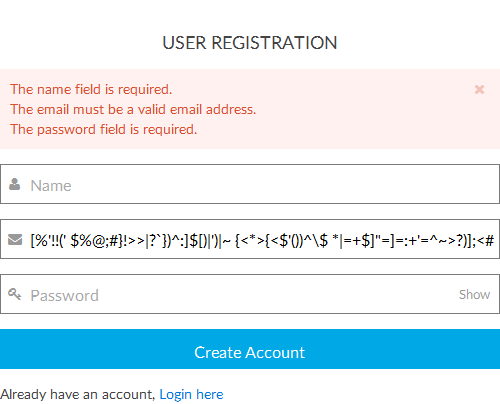 USER REGISTRATION
The name field is required.
The email must be a valid email address.
The password field is required.
Name
[%'!!(' $%@;#}!>>|?`})^:]$[)|')|~ {<*>{<$'())^\$ *|=+$]"=]=:+'=^~>?)];<#
Password Show
Create Account
Already have an account, Login here